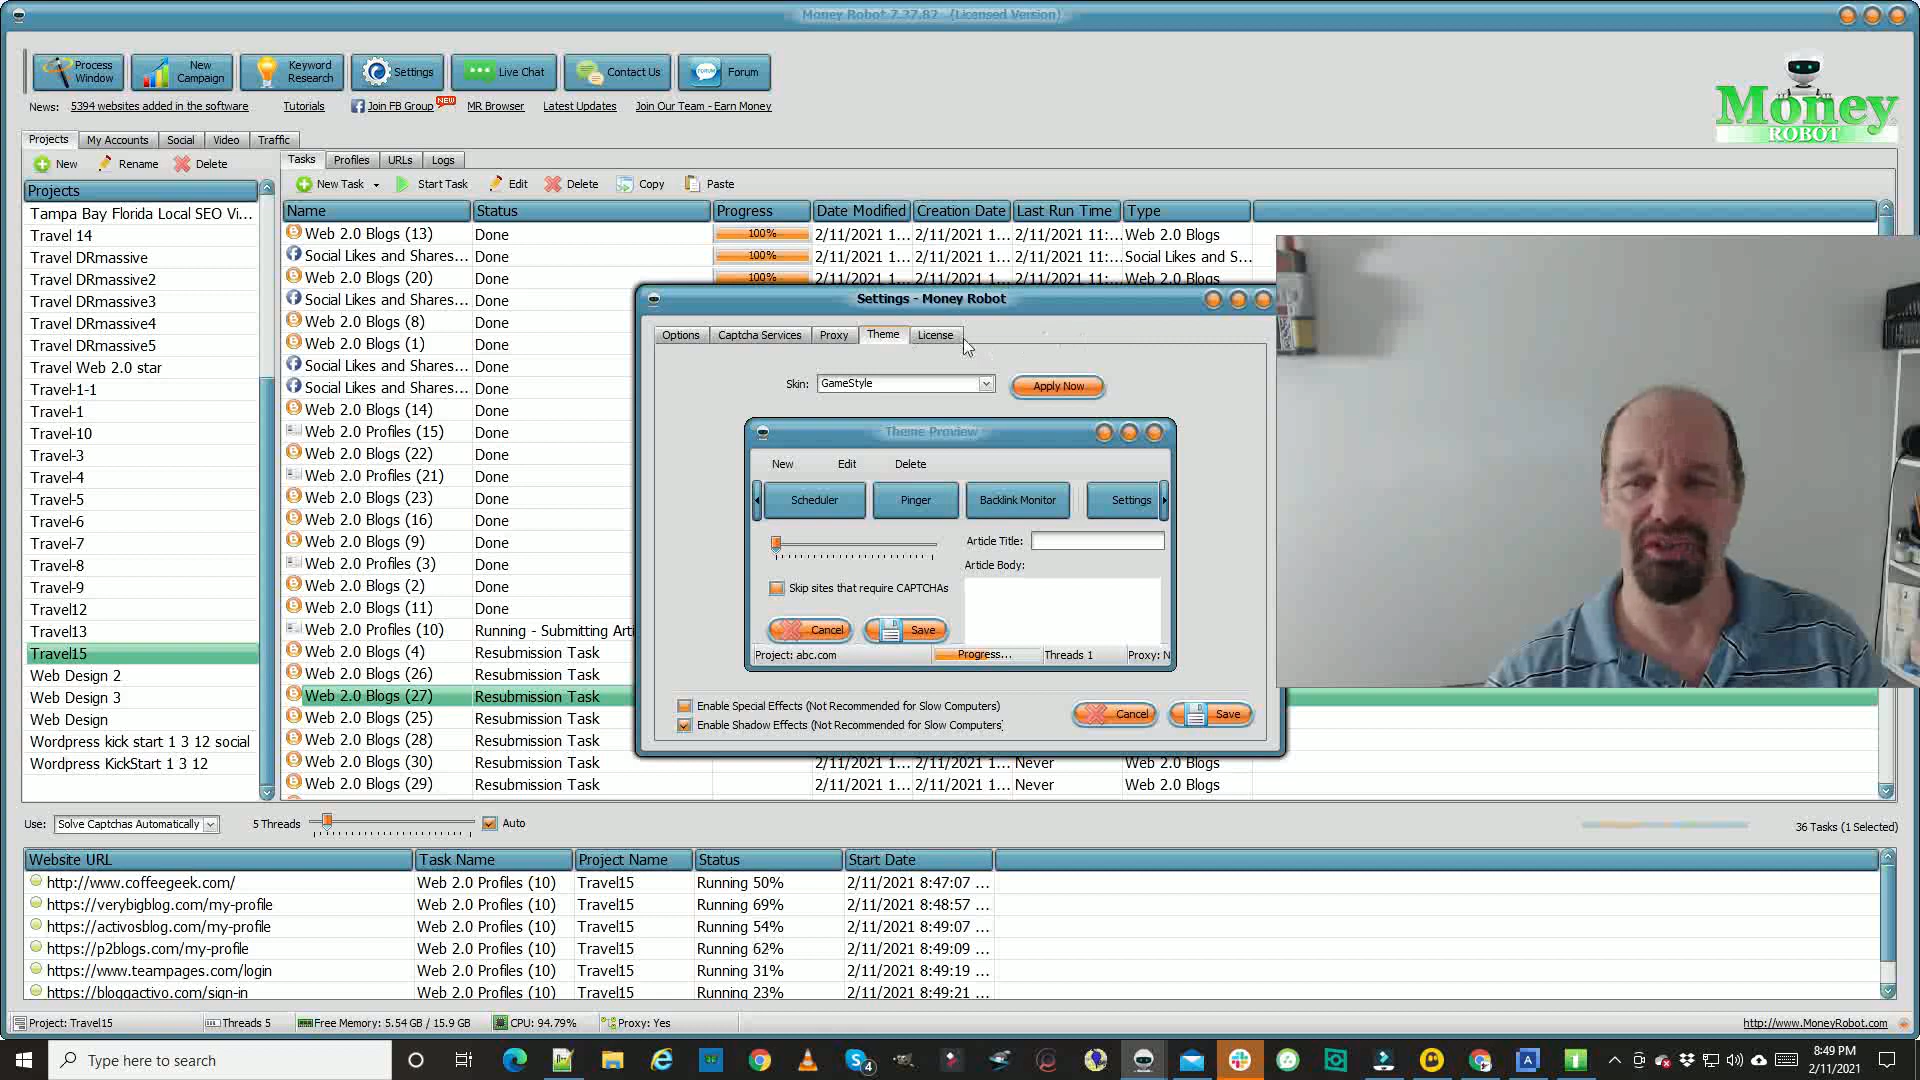 Money Robot 7.37.82 - (Licensed Version)
Process Window
New Campaign
Keyword Research
Settings
Live Chat
Contact Us
FORUM
Forum
News: 5394 websites added in the software
Tutorials
Join FB Group NEW
MR Browser
Latest Updates
Join Our Team - Earn Money
Money ROBOT
Projects My Accounts Social Video Traffic
New Rename Delete
Projects
Tampa Bay Florida Local SEO Vi...
Travel 14
Travel DRmassive
Travel DRmassive2
Travel DRmassive3
Travel DRmassive4
Travel DRmassive5
Travel Web 2.0 star
Travel-1-1
Travel-1
Travel-10
Travel-3
Travel-4
Travel-5
Travel-6
Travel-7
Travel-8
Travel-9
Travel12
Travel13
Travel15
Web Design 2
Web Design 3
Web Design
Wordpress kick start 1 3 12 social
Wordpress KickStart 1 3 12
Tasks Profiles URLs Logs
New Task Start Task Edit Delete Copy Paste
Name Status Progress Date Modified Creation Date Last Run Time Type
Web 2.0 Blogs (13) Done 100% 2/11/2021 1... 2/11/2021 1... 2/11/2021 11:... Web 2.0 Blogs
Social Likes and Shares... Done 100% 2/11/2021 1... 2/11/2021 1... 2/11/2021 11:... Social Likes and S...
Web 2.0 Blogs (20) Done 100% 2/11/2021 1... 2/11/2021 1... 2/11/2021 11:... Web 2.0 Blogs
Social Likes and Shares... Done
Web 2.0 Blogs (8) Done
Web 2.0 Blogs (1) Done
Social Likes and Shares... Done
Social Likes and Shares... Done
Web 2.0 Blogs (14) Done
Web 2.0 Profiles (15) Done
Web 2.0 Blogs (22) Done
Web 2.0 Profiles (21) Done
Web 2.0 Blogs (23) Done
Web 2.0 Blogs (16) Done
Web 2.0 Blogs (9) Done
Web 2.0 Profiles (3) Done
Web 2.0 Blogs (2) Done
Web 2.0 Blogs (11) Done
Web 2.0 Profiles (10) Running - Submitting Arti
Web 2.0 Blogs (4) Resubmission Task
Web 2.0 Blogs (26) Resubmission Task
Web 2.0 Blogs (27) Resubmission Task
Web 2.0 Blogs (25) Resubmission Task
Web 2.0 Blogs (28) Resubmission Task
Web 2.0 Blogs (30) Resubmission Task 2/11/2021 1... 2/11/2021 1... Never Web 2.0 Blogs
Web 2.0 Blogs (29) Resubmission Task 2/11/2021 1... 2/11/2021 1... Never Web 2.0 Blogs
Settings - Money Robot
Options Captcha Services Proxy Theme License
Skin: GameStyle Apply Now
Theme Preview
New Edit Delete
Scheduler Pinger Backlink Monitor Settings
Article Title:
Article Body:
Skip sites that require CAPTCHAs
Cancel Save
Project: abc.com Progress... Threads 1 Proxy: N
Enable Special Effects (Not Recommended for Slow Computers)
Enable Shadow Effects (Not Recommended for Slow Computers)
Cancel Save
Use: Solve Captchas Automatically 5 Threads Auto 36 Tasks (1 Selected)
Website URL Task Name Project Name Status Start Date
http://www.coffeegeek.com/ Web 2.0 Profiles (10) Travel15 Running 50% 2/11/2021 8:47:07 ...
https://verybigblog.com/my-profile Web 2.0 Profiles (10) Travel15 Running 69% 2/11/2021 8:48:57 ...
https://activosblog.com/my-profile Web 2.0 Profiles (10) Travel15 Running 54% 2/11/2021 8:49:07 ...
https://p2blogs.com/my-profile Web 2.0 Profiles (10) Travel15 Running 62% 2/11/2021 8:49:09 ...
https://www.teampages.com/login Web 2.0 Profiles (10) Travel15 Running 31% 2/11/2021 8:49:19 ...
https://bloggactivo.com/sign-in Web 2.0 Profiles (10) Travel15 Running 23% 2/11/2021 8:49:21 ...
Project: Travel15 Threads 5 Free Memory: 5.54 GB / 15.9 GB CPU: 94.79% Proxy: Yes http://www.MoneyRobot.com
Type here to search
4
8:49 PM
2/11/2021